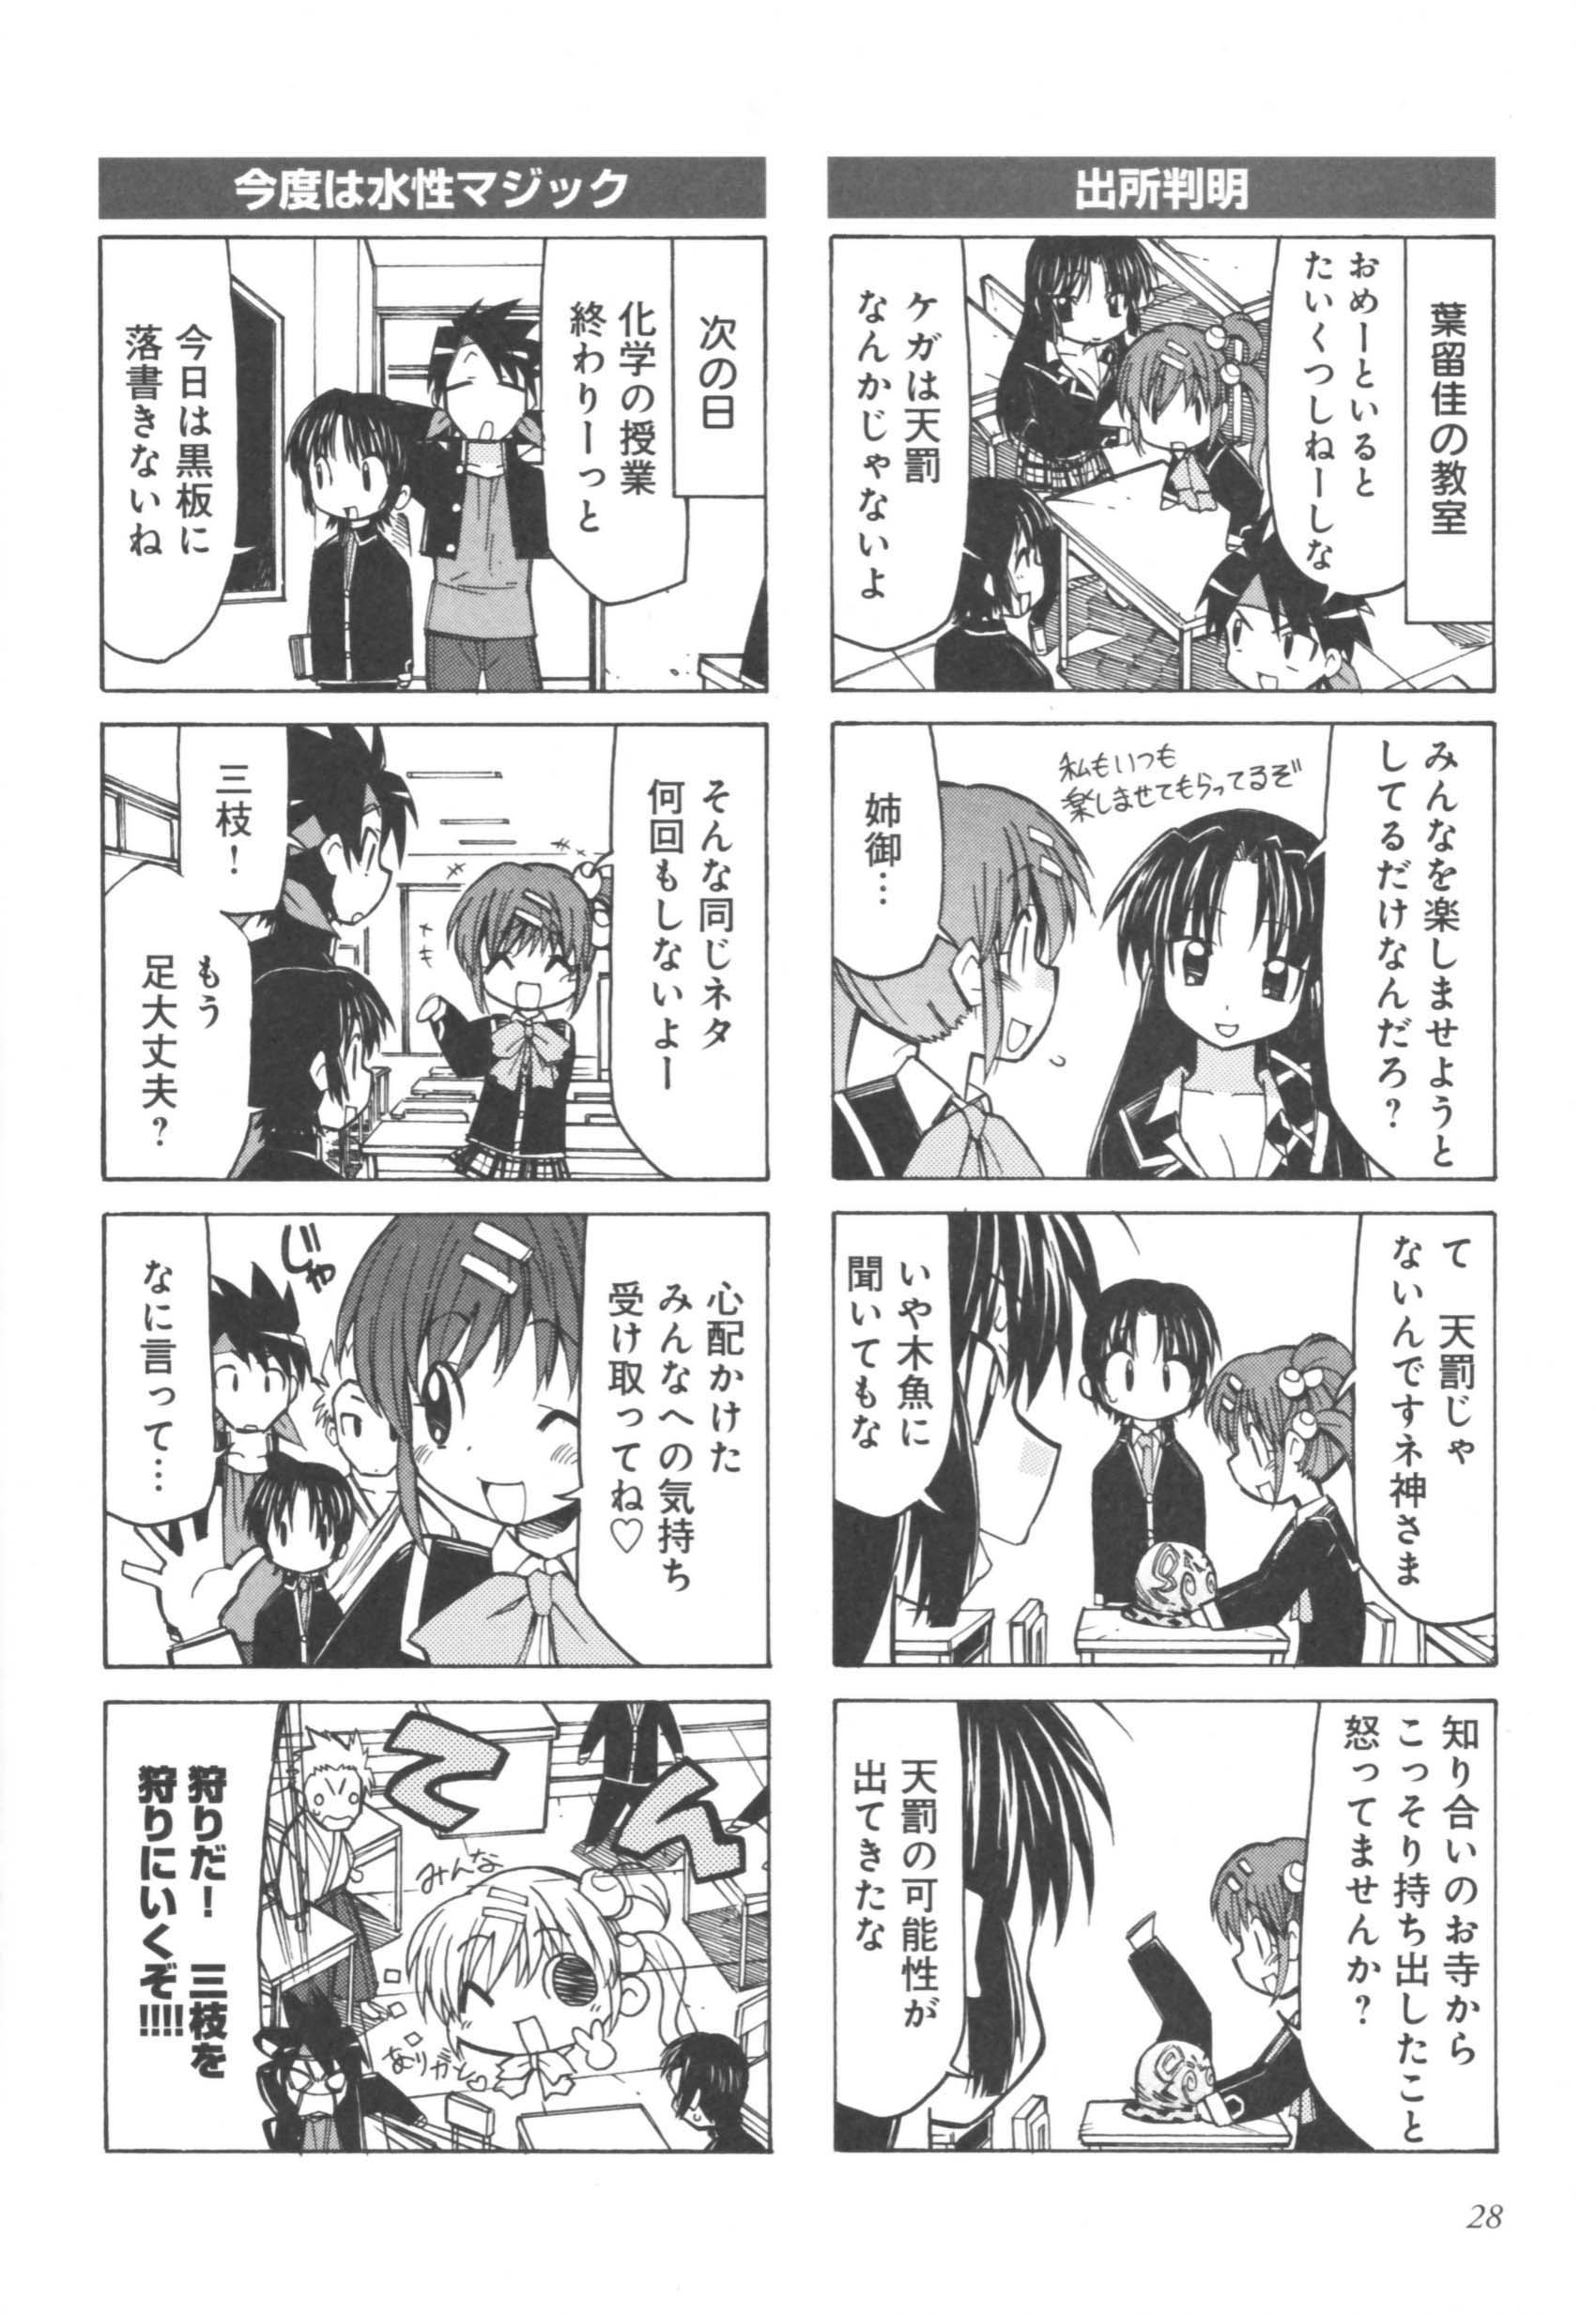 出所判明
葉留佳の教室
おめーといると
たいくつしねーしな
ケガは天罰
なんかじゃないよ
みんなを楽しませようと
してるだけなんだろ?
私もいつも
楽しませてもらってるぞ
姉御…
て 天罰じゃ
ないんですネ神さま
いや木魚に
聞いてもな
知り合いのお寺から
こっそり持ち出したこと
怒ってませんか?
天罰の可能性が
出てきたな
今度は水性マジック
次の日
化学の授業
終わりーっと
今日は黒板に
落書きないね
そんな同じネタ
何回もしないよー
三枝!
もう
足大丈夫?
心配かけた
みんなへの気持ち
受け取ってね♡
じゃ
なに言って…
みんな
ありがと♡
狩りだ! 三枝を
狩りにいくぞ!!!!
28